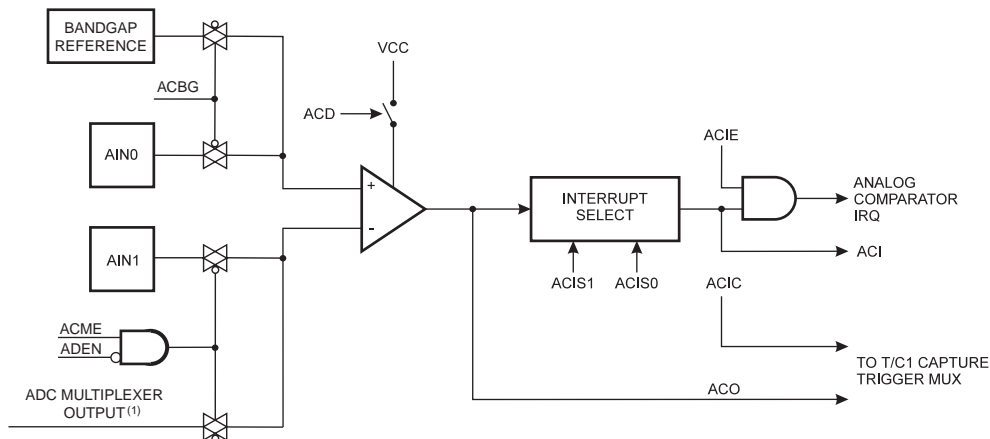 BANDGAP
REFERENCE
VCC
ACBG
ACD
AIN0
ACIE
+
-
INTERRUPT
SELECT
ANALOG
COMPARATOR
IRQ
AIN1
ACI
ACIS1
ACIS0
ACIC
ACME
ADEN
TO T/C1 CAPTURE
TRIGGER MUX
ADC MULTIPLEXER
OUTPUT (1)
ACO